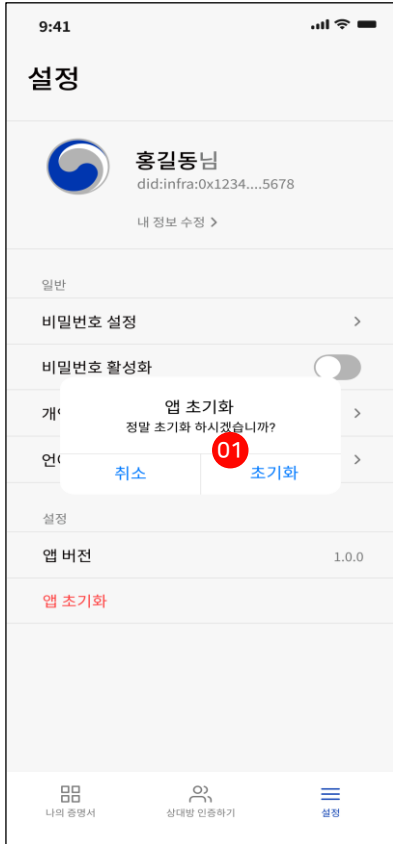 9:41
설정
홍길동님
did:infra:0x1234....5678
내 정보 수정 >
일반
비밀번호 설정 >
비밀번호 활성화
앱 초기화
정말 초기화 하시겠습니까?
01
취소 초기화
설정
앱 버전 1.0.0
앱 초기화
나의 증명서 상대방 인증하기 설정